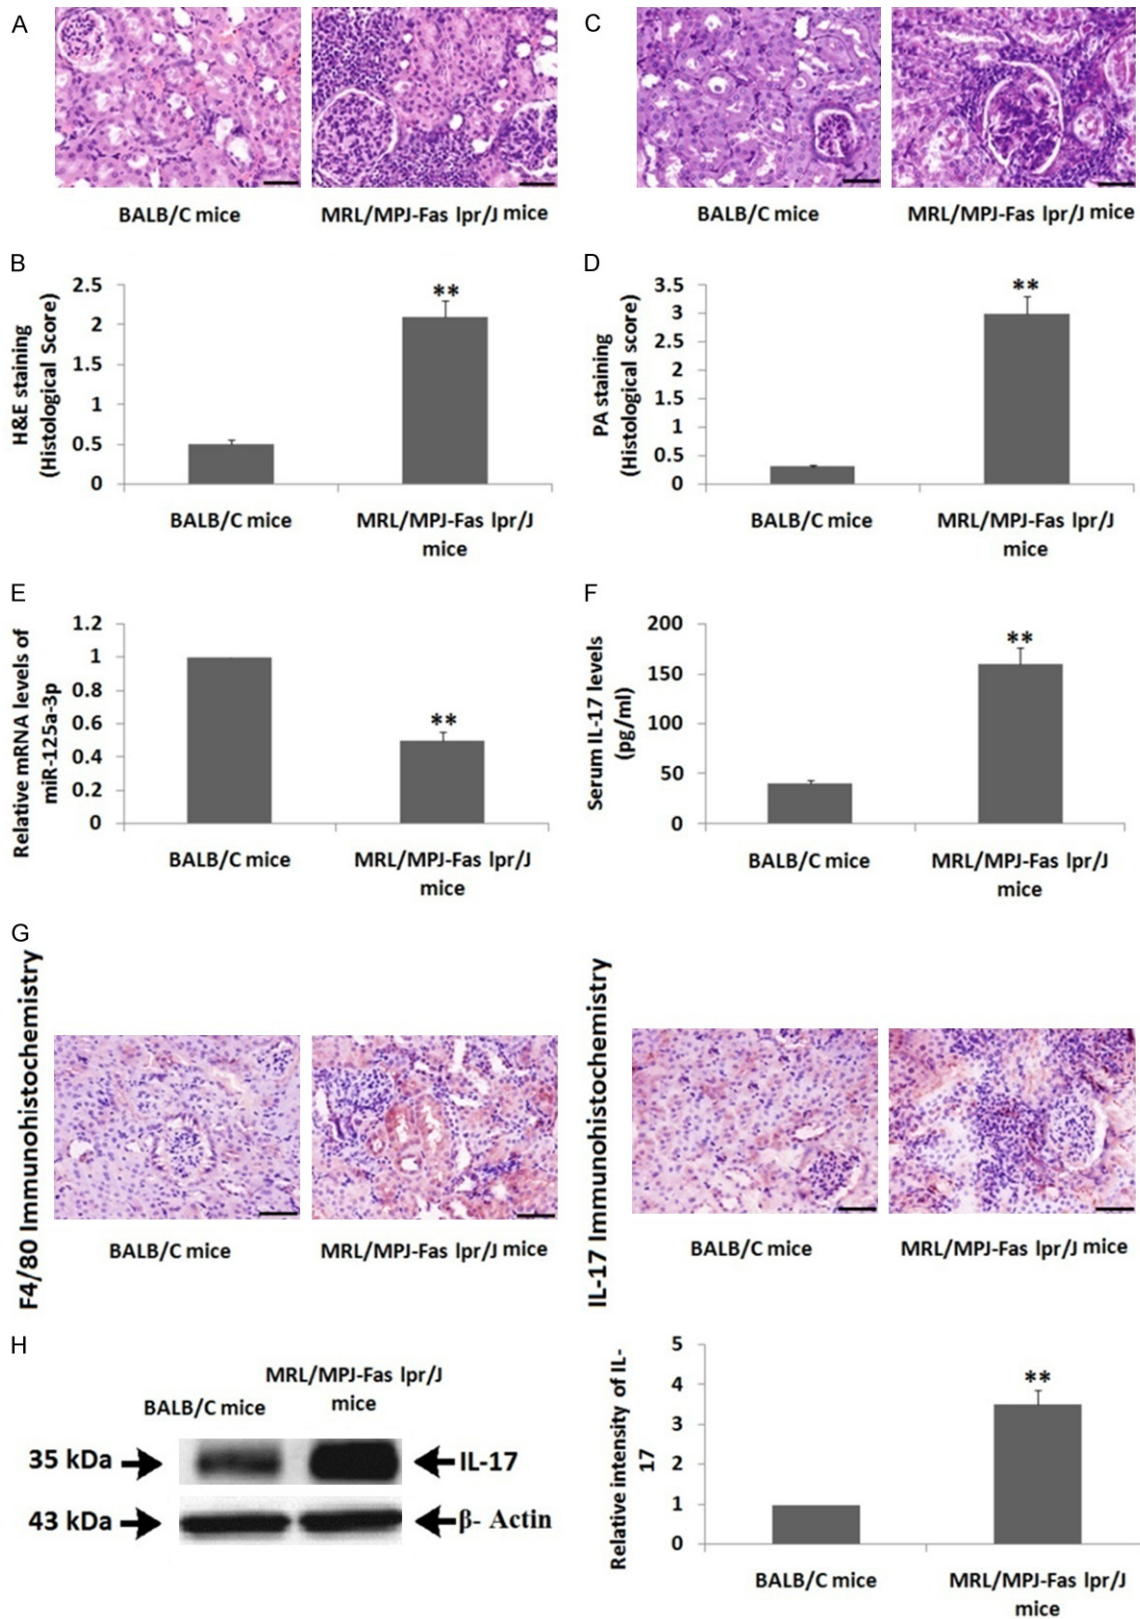 A
BALB/C mice
MRL/MPJ-Fas lpr/J mice
C
BALB/C mice
MRL/MPJ-Fas lpr/J mice
B
H&E staining
(Histological Score)
2.5
2
1.5
1
0.5
0
**
BALB/C mice
MRL/MPJ-Fas lpr/J
mice
D
PA staining
(Histological score)
3.5
3
2.5
2
1.5
1
0.5
0
**
BALB/C mice
MRL/MPJ-Fas lpr/J
mice
E
Relative mRNA levels of
miR-125a-3p
1.2
1
0.8
0.6
0.4
0.2
0
**
BALB/C mice
MRL/MPJ-Fas lpr/J
mice
F
Serum IL-17 levels
(pg/ml)
200
150
100
50
0
**
BALB/C mice
MRL/MPJ-Fas lpr/J
mice
G
F4/80 Immunohistochemistry
BALB/C mice
MRL/MPJ-Fas lpr/J mice
IL-17 Immunohistochemistry
BALB/C mice
MRL/MPJ-Fas lpr/J mice
H
BALB/C mice
MRL/MPJ-Fas lpr/J
mice
35 kDa
IL-17
43 kDa
β- Actin
Relative intensity of IL-
17
5
4
3
2
1
0
**
BALB/C mice
MRL/MPJ-Fas lpr/J
mice